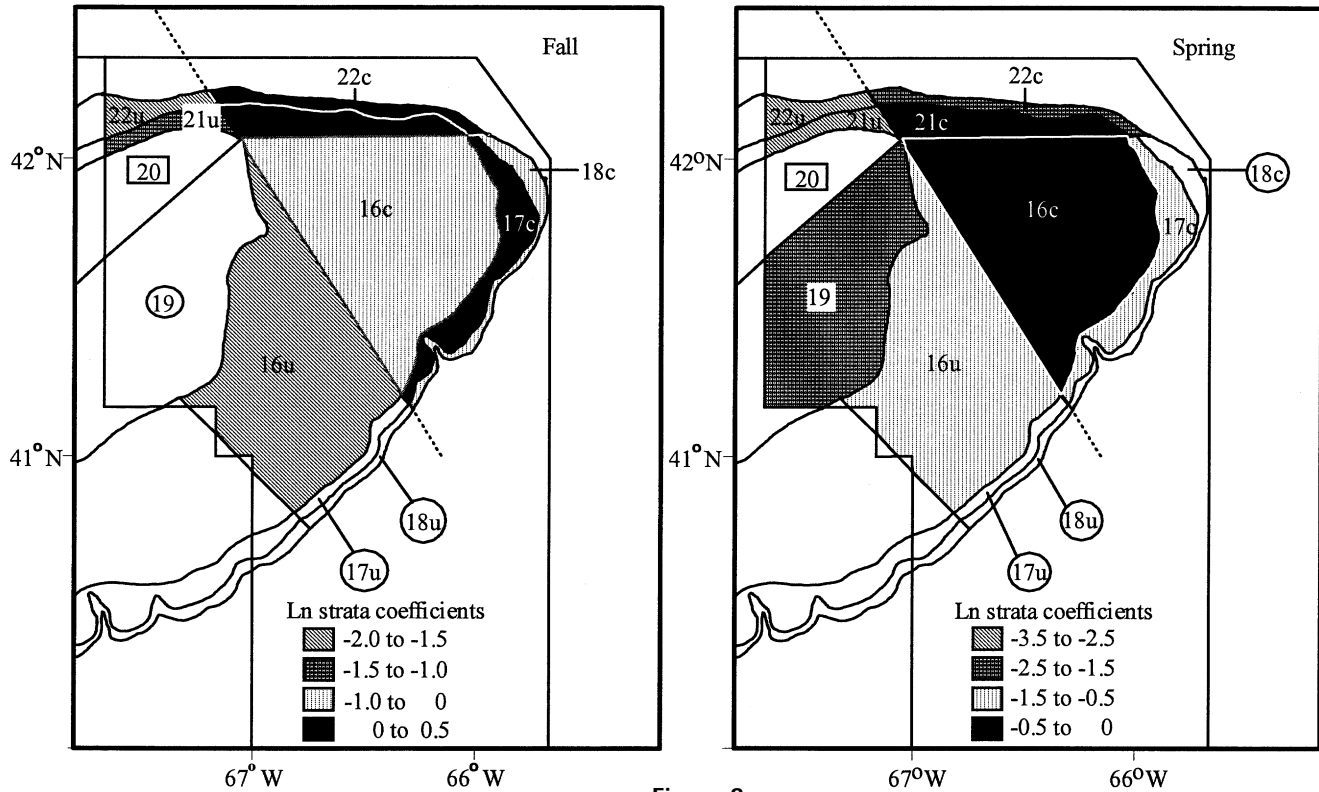 Fall
22c
22u
21u
42°N
20
18c
16c
17c
19
16u
41°N
18u
17u
Ln strata coefficients
-2.0 to -1.5
-1.5 to -1.0
-1.0 to 0
0 to 0.5
67°W
66°W
Spring
22c
22u
21u
21c
42°N
20
18c
16c
17c
19
16u
41°N
18u
17u
Ln strata coefficients
-3.5 to -2.5
-2.5 to -1.5
-1.5 to -0.5
-0.5 to 0
67°W
66°W